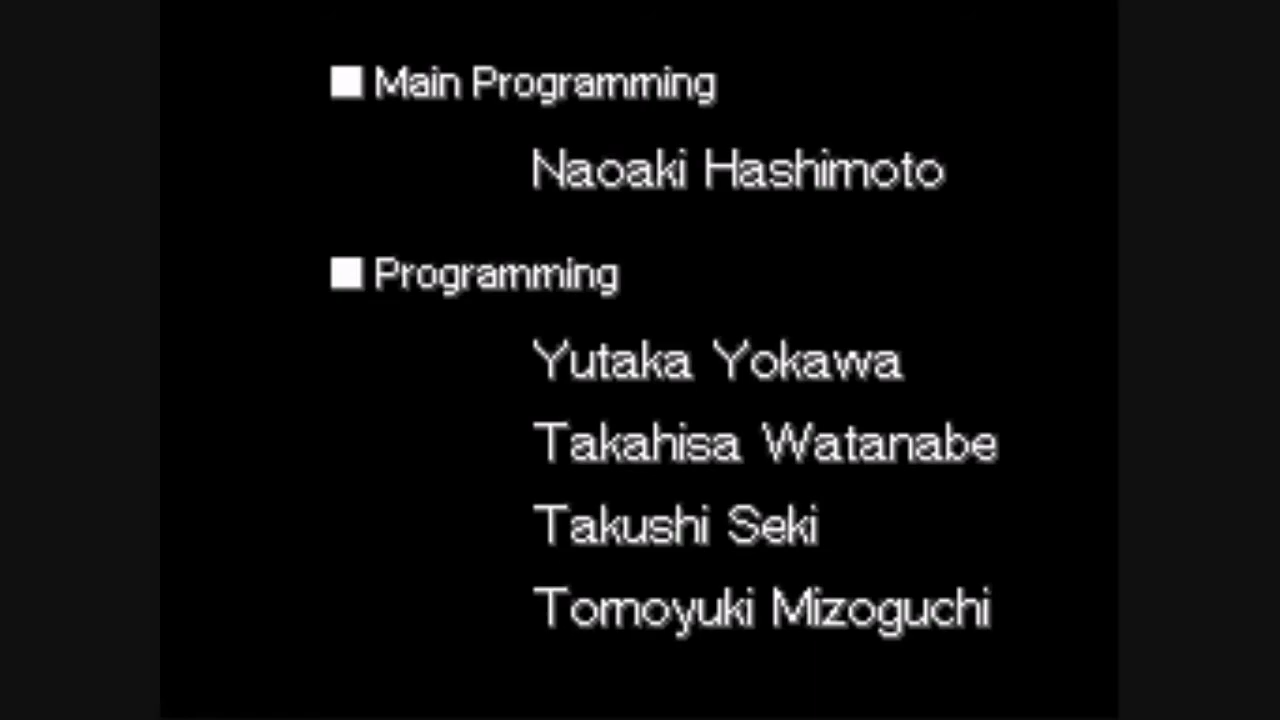 ■ Main Programming
Naoaki Hashimoto
■ Programming
Yutaka Yokawa
Takahisa Watanabe
Takushi Seki
Tomoyuki Mizoguchi